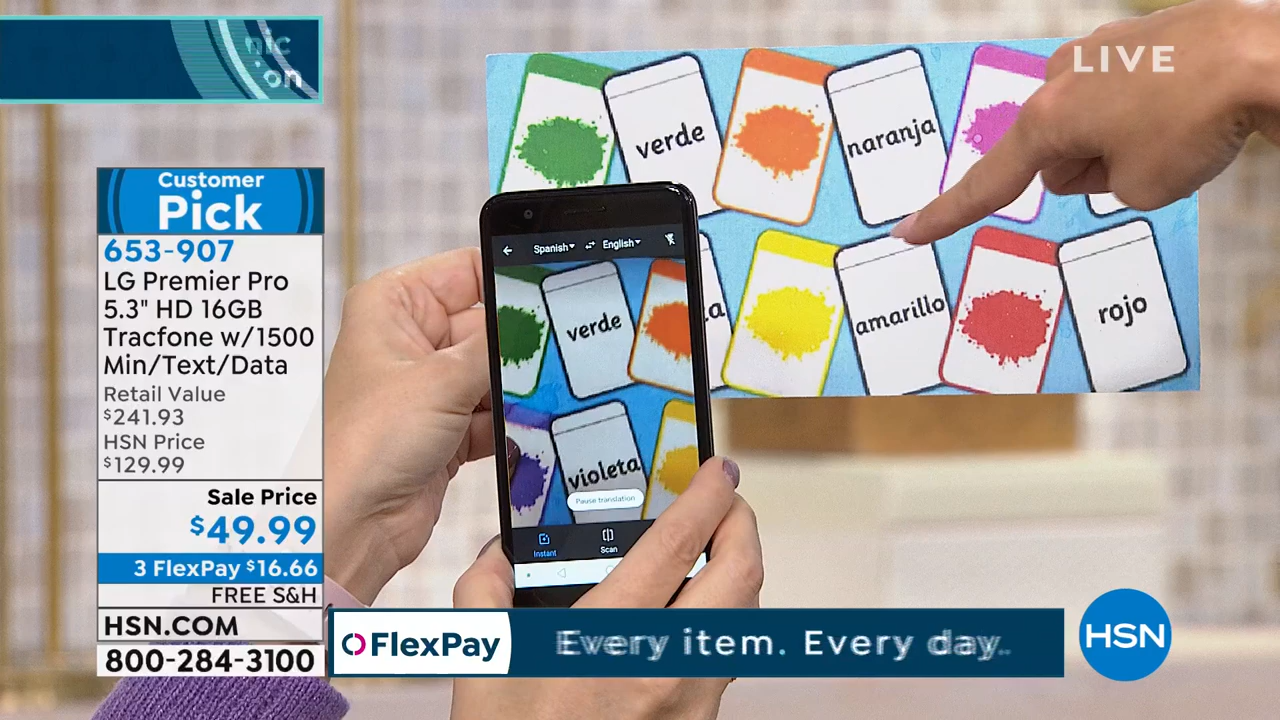 nic
on
LIVE
Customer
Pick
653-907
LG Premier Pro
5.3" HD 16GB
Tracfone w/1500
Min/Text/Data
Retail Value
$241.93
HSN Price
$129.99
Sale Price
$49.99
3 FlexPay $16.66
FREE S&H
HSN.COM
800-284-3100
verde
naranja
amarillo
rojo
Spanish
English
verde
violeta
Pause translation
Instant
Scan
FlexPay
Every item. Every day.
HSN